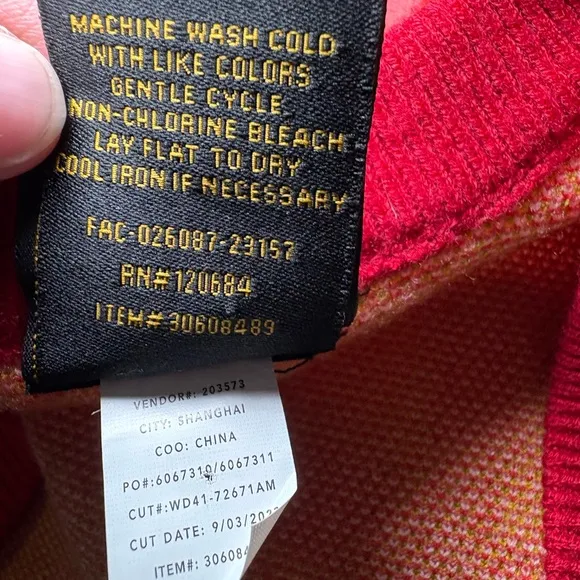 MACHINE WASH COLD
WITH LIKE COLORS
GENTLE CYCLE
NON-CHLORINE BLEACH
LAY FLAT TO DRY
COOL IRON IF NECESSARY
FAC-026087-23157
RN#120684
ITEM# 30608489
VENDOR#: 203573
CITY: SHANGHAI
COO: CHINA
PO#:6067310/6067311
CUT#:WD41-72671AM
CUT DATE: 9/03/202
ITEM#: 30608